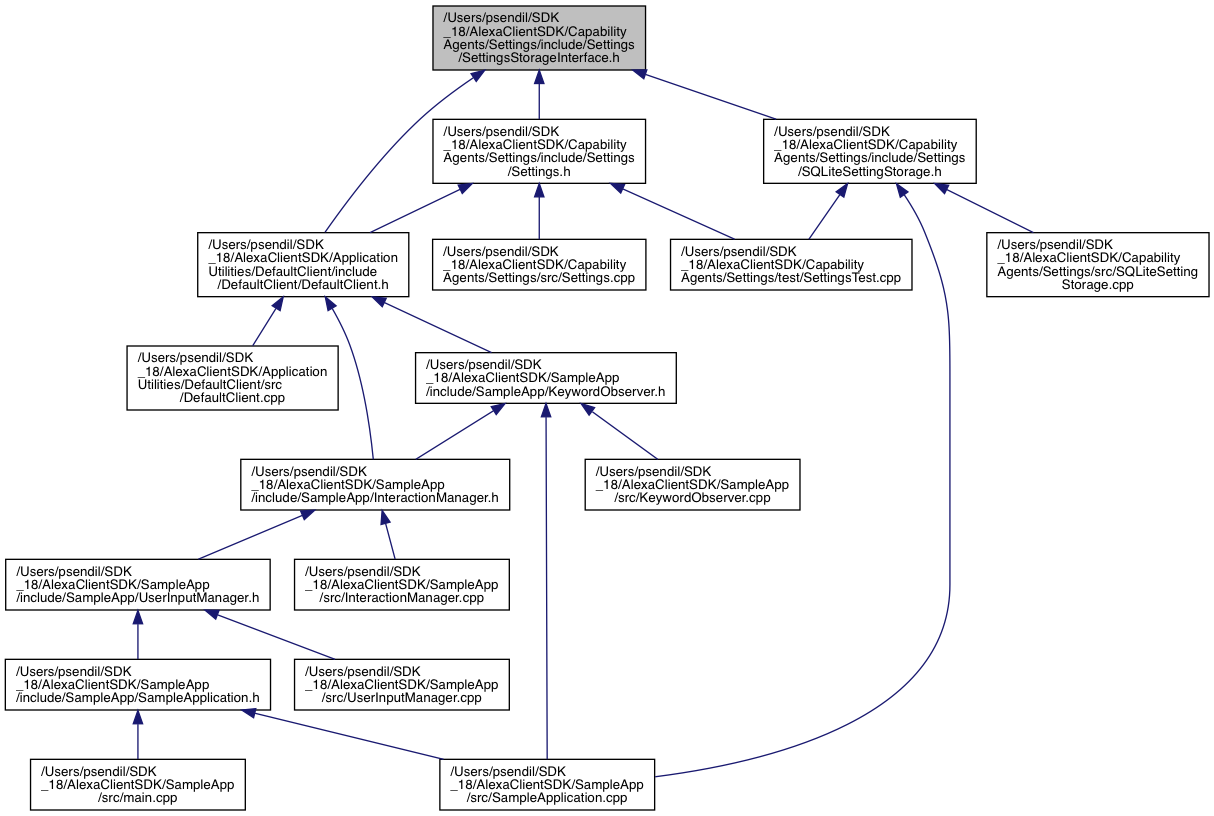 /Users/psendil/SDK
_18/AlexaClientSDK/Capability
Agents/Settings/include/Settings
/SettingsStorageInterface.h
/Users/psendil/SDK
_18/AlexaClientSDK/Capability
Agents/Settings/include/Settings
/Settings.h
/Users/psendil/SDK
_18/AlexaClientSDK/Capability
Agents/Settings/include/Settings
/SQLiteSettingStorage.h
/Users/psendil/SDK
_18/AlexaClientSDK/Application
Utilities/DefaultClient/include
/DefaultClient/DefaultClient.h
/Users/psendil/SDK
_18/AlexaClientSDK/Capability
Agents/Settings/src/Settings.cpp
/Users/psendil/SDK
_18/AlexaClientSDK/Capability
Agents/Settings/test/SettingsTest.cpp
/Users/psendil/SDK
_18/AlexaClientSDK/Capability
Agents/Settings/src/SQLiteSetting
Storage.cpp
/Users/psendil/SDK
_18/AlexaClientSDK/Application
Utilities/DefaultClient/src
/DefaultClient.cpp
/Users/psendil/SDK
_18/AlexaClientSDK/SampleApp
/include/SampleApp/KeywordObserver.h
/Users/psendil/SDK
_18/AlexaClientSDK/SampleApp
/include/SampleApp/InteractionManager.h
/Users/psendil/SDK
_18/AlexaClientSDK/SampleApp
/src/KeywordObserver.cpp
/Users/psendil/SDK
_18/AlexaClientSDK/SampleApp
/include/SampleApp/UserInputManager.h
/Users/psendil/SDK
_18/AlexaClientSDK/SampleApp
/src/InteractionManager.cpp
/Users/psendil/SDK
_18/AlexaClientSDK/SampleApp
/include/SampleApp/SampleApplication.h
/Users/psendil/SDK
_18/AlexaClientSDK/SampleApp
/src/UserInputManager.cpp
/Users/psendil/SDK
_18/AlexaClientSDK/SampleApp
/src/main.cpp
/Users/psendil/SDK
_18/AlexaClientSDK/SampleApp
/src/SampleApplication.cpp